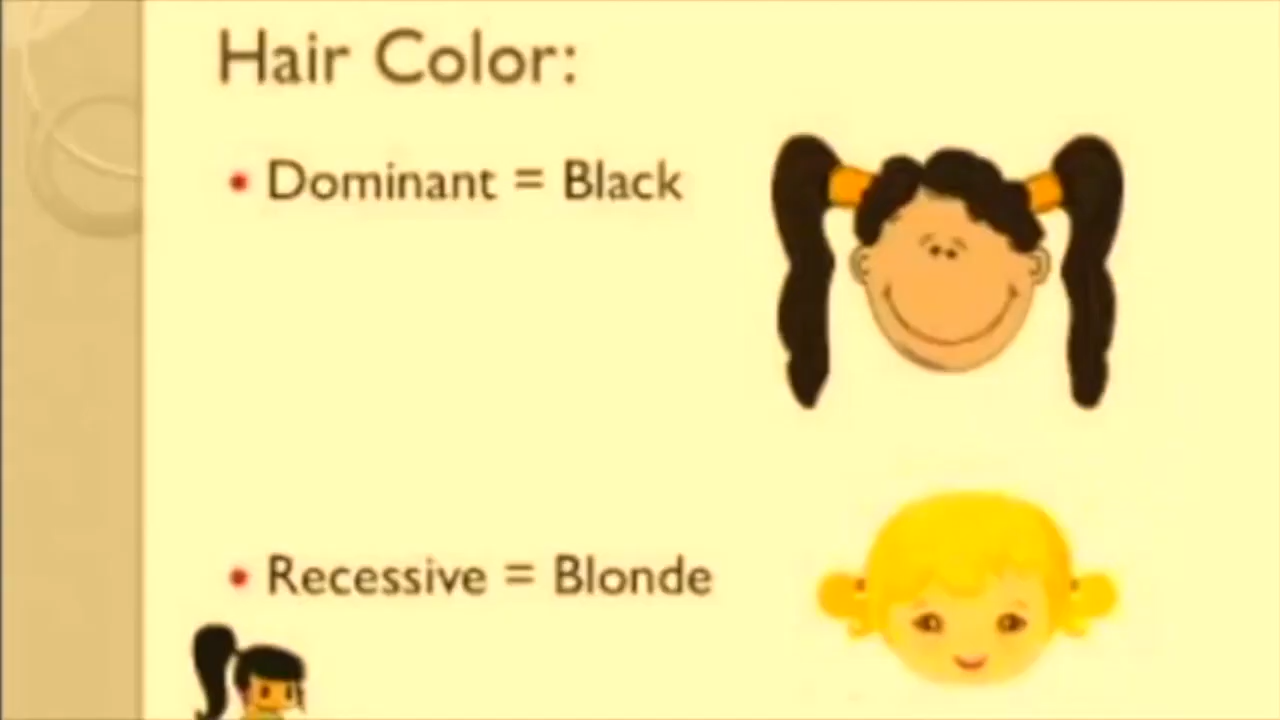 Hair Color:
• Dominant = Black
• Recessive = Blonde